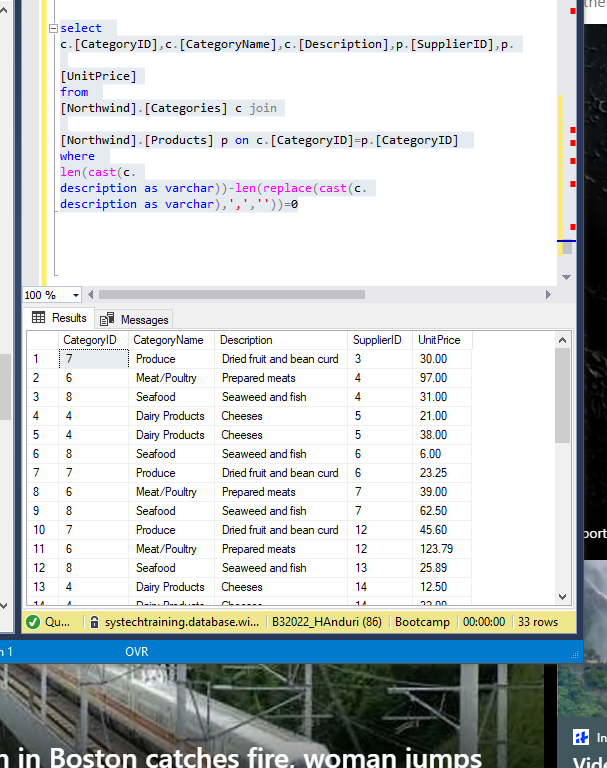 the
select
c.[CategoryID],c.[CategoryName],c.[Description],p.[SupplierID],p.
[UnitPrice]
from
[Northwind].[Categories] c join
[Northwind].[Products] p on c.[CategoryID]=p.[CategoryID]
where
len(cast(c.
description as varchar))-len(replace(cast(c.
description as varchar),',',''))=0
100 %
Results Messages
CategoryID CategoryName Description SupplierID UnitPrice
1 7 Produce Dried fruit and bean curd 3 30.00
2 6 Meat/Poultry Prepared meats 4 97.00
3 8 Seafood Seaweed and fish 4 31.00
4 4 Dairy Products Cheeses 5 21.00
5 4 Dairy Products Cheeses 5 38.00
6 8 Seafood Seaweed and fish 6 6.00
7 7 Produce Dried fruit and bean curd 6 23.25
8 6 Meat/Poultry Prepared meats 7 39.00
9 8 Seafood Seaweed and fish 7 62.50
10 7 Produce Dried fruit and bean curd 12 45.60
11 6 Meat/Poultry Prepared meats 12 123.79
12 8 Seafood Seaweed and fish 13 25.89
13 4 Dairy Products Cheeses 14 12.50
14 4 Dairy Products Cheeses 14
Qu... systechtraining.database.wi... B32022_HAnduri (86) Bootcamp 00:00:00 33 rows
n 1 OVR
port
n in Boston catches fire, woman jumps
In
Vide